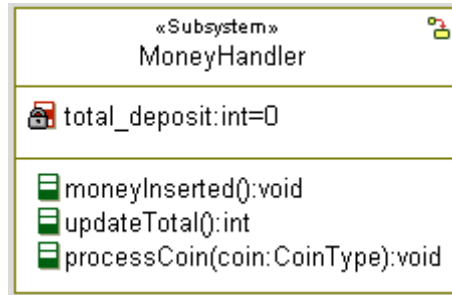 «Subsystem»
MoneyHandler
total_deposit:int=0
moneyInserted():void
updateTotal():int
processCoin(coin:CoinType):void